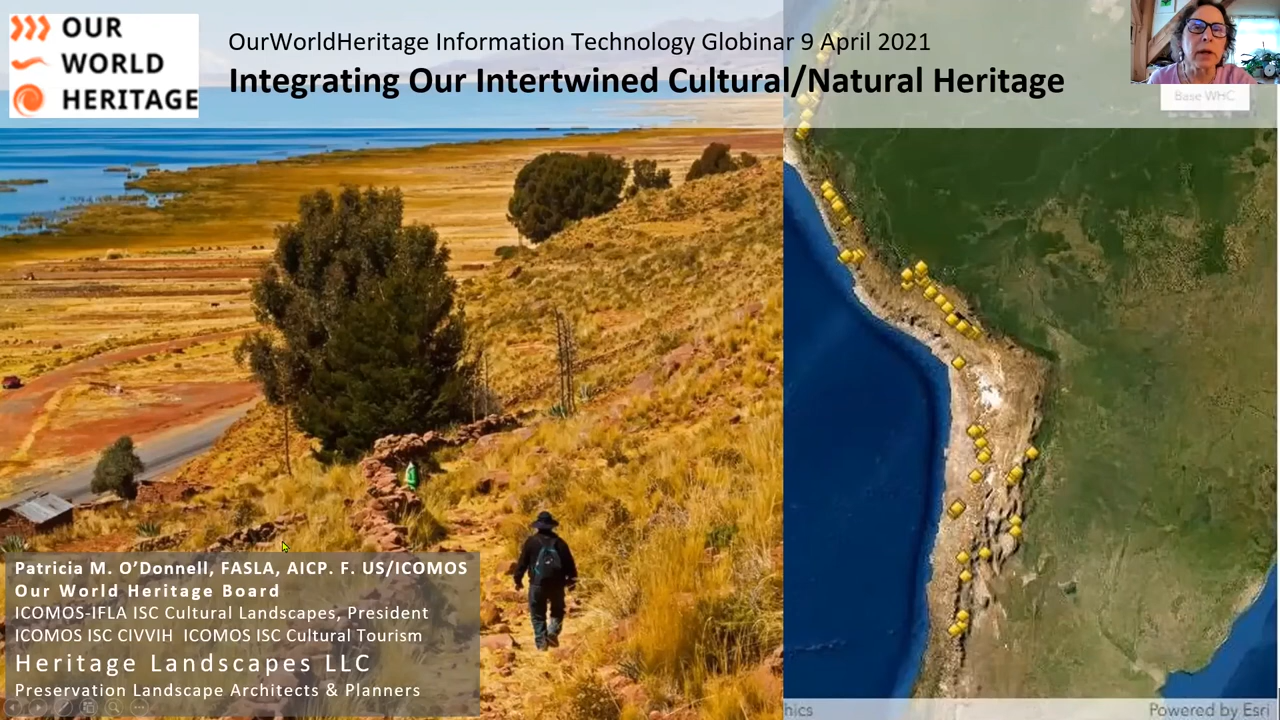 OUR
WORLD
HERITAGE
OurWorldHeritage Information Technology Globinar 9 April 2021
Integrating Our Intertwined Cultural/Natural Heritage
Base WHC
Patricia M. O'Donnell, FASLA, AICP. F. US/ICOMOS
Our World Heritage Board
ICOMOS-IFLA ISC Cultural Landscapes, President
ICOMOS ISC CIVVIH ICOMOS ISC Cultural Tourism
Heritage Landscapes LLC
Preservation Landscape Architects & Planners
hics
Powered by Esri